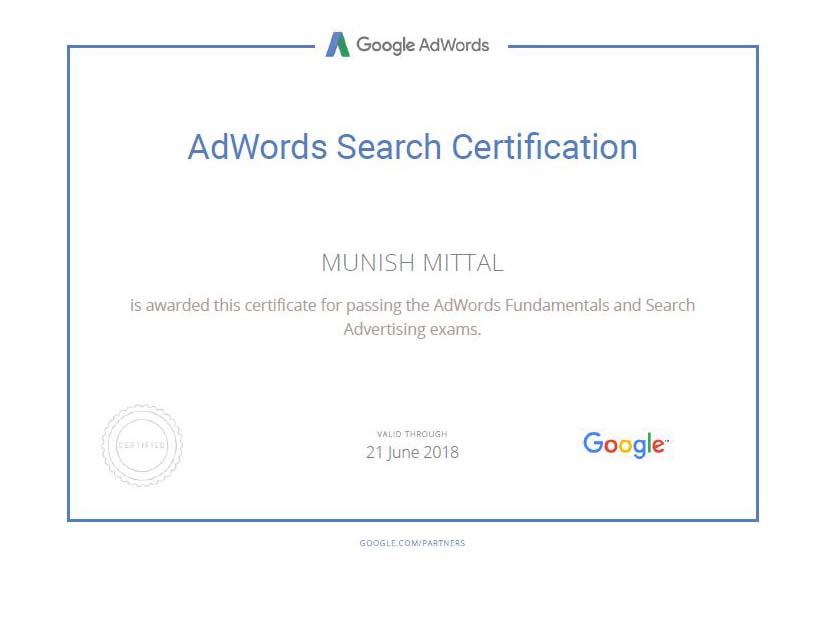 Google AdWords
AdWords Search Certification
MUNISH MITTAL
is awarded this certificate for passing the AdWords Fundamentals and Search
Advertising exams.
CERTIFIED
VALID THROUGH
21 June 2018
Google
GOOGLE.COM/PARTNERS